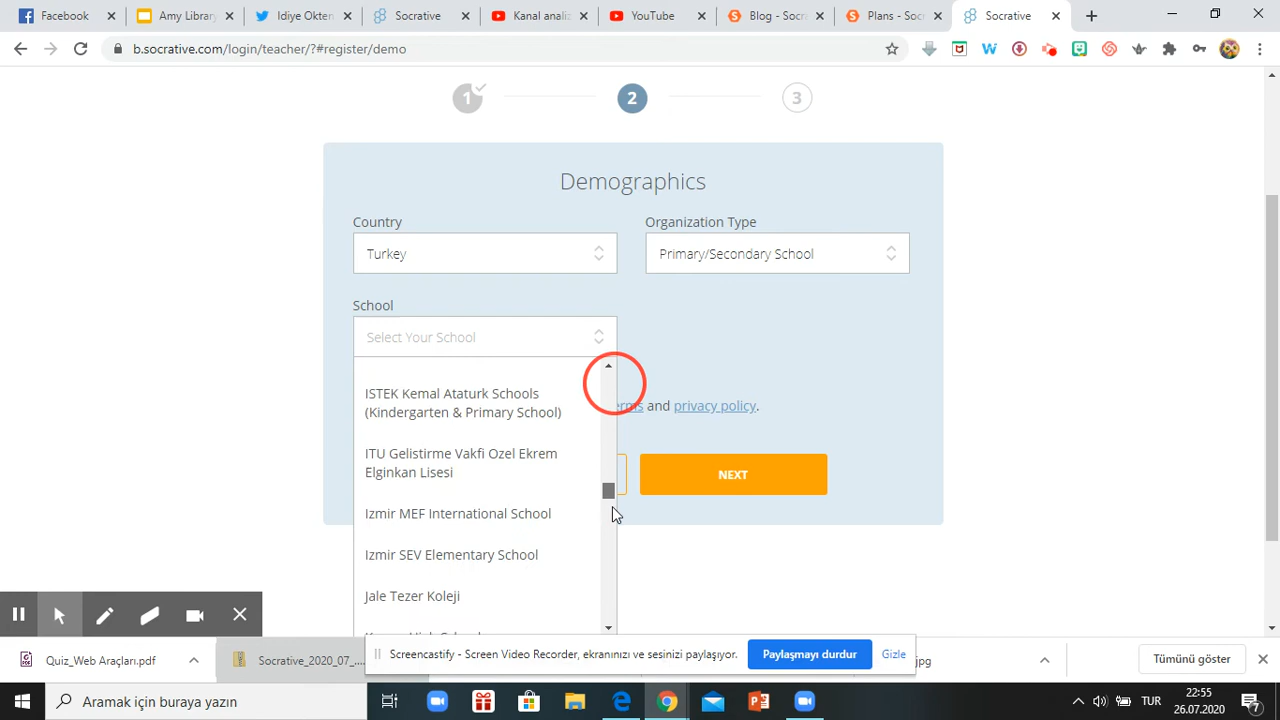 Facebook
Amy Library
Idiye Okten
Socrative
Kanal analiz
YouTube
Blog - Soc
Plans - Soc
Socrative
b.socrative.com/login/teacher/?#register/demo
1
2
3
Demographics
Country
Organization Type
Turkey
Primary/Secondary School
School
Select Your School
ISTEK Kemal Ataturk Schools
(Kindergarten & Primary School)
erms and privacy policy.
ITU Gelistirme Vakfi Ozel Ekrem
Elginkan Lisesi
NEXT
Izmir MEF International School
Izmir SEV Elementary School
Jale Tezer Koleji
Screencastify - Screen Video Recorder, ekranınızı ve sesinizi paylaşıyor.
Paylaşmayı durdur
Gizle
Quiz_Web Araçları.pdf
Socrative_2020_07_...
jpg
Tümünü göster
Aramak için buraya yazın
TUR
22:55
26.07.2020
7